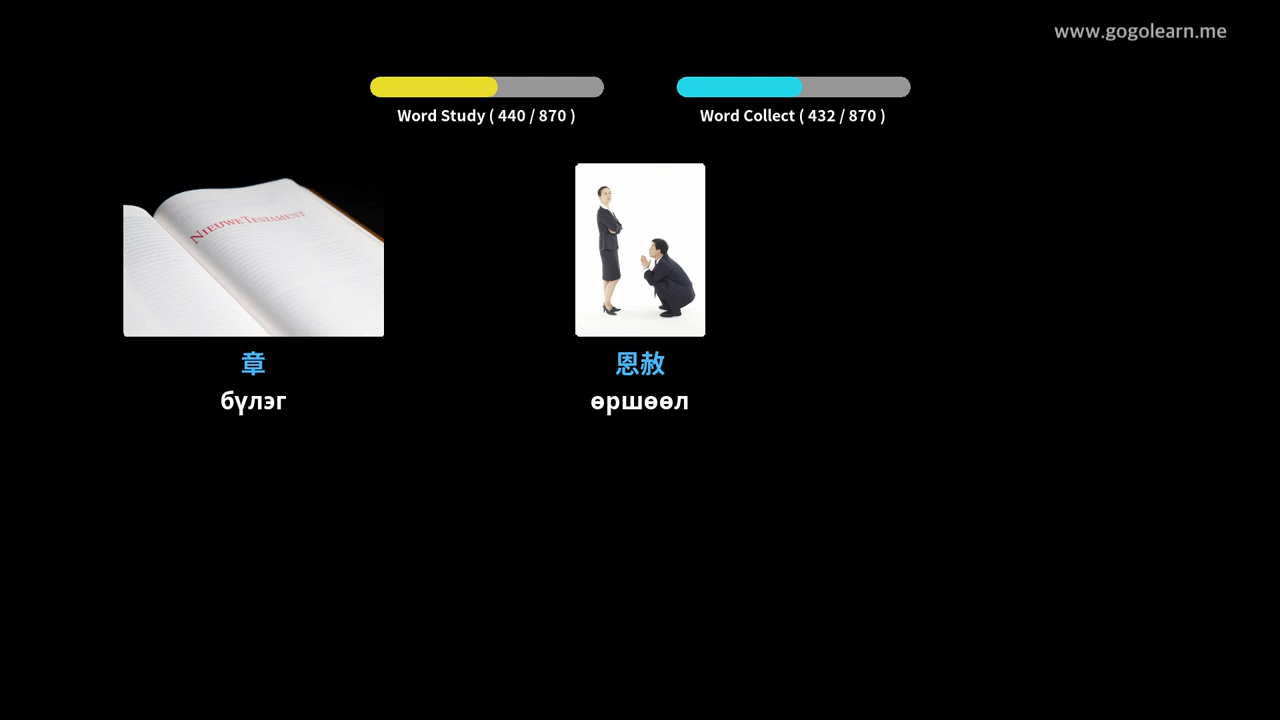 www.gogolearn.me
Word Study ( 440 / 870 )
Word Collect ( 432 / 870 )
NIEUWE TESTAMENT
章
бүлэг
恩赦
өршөөл